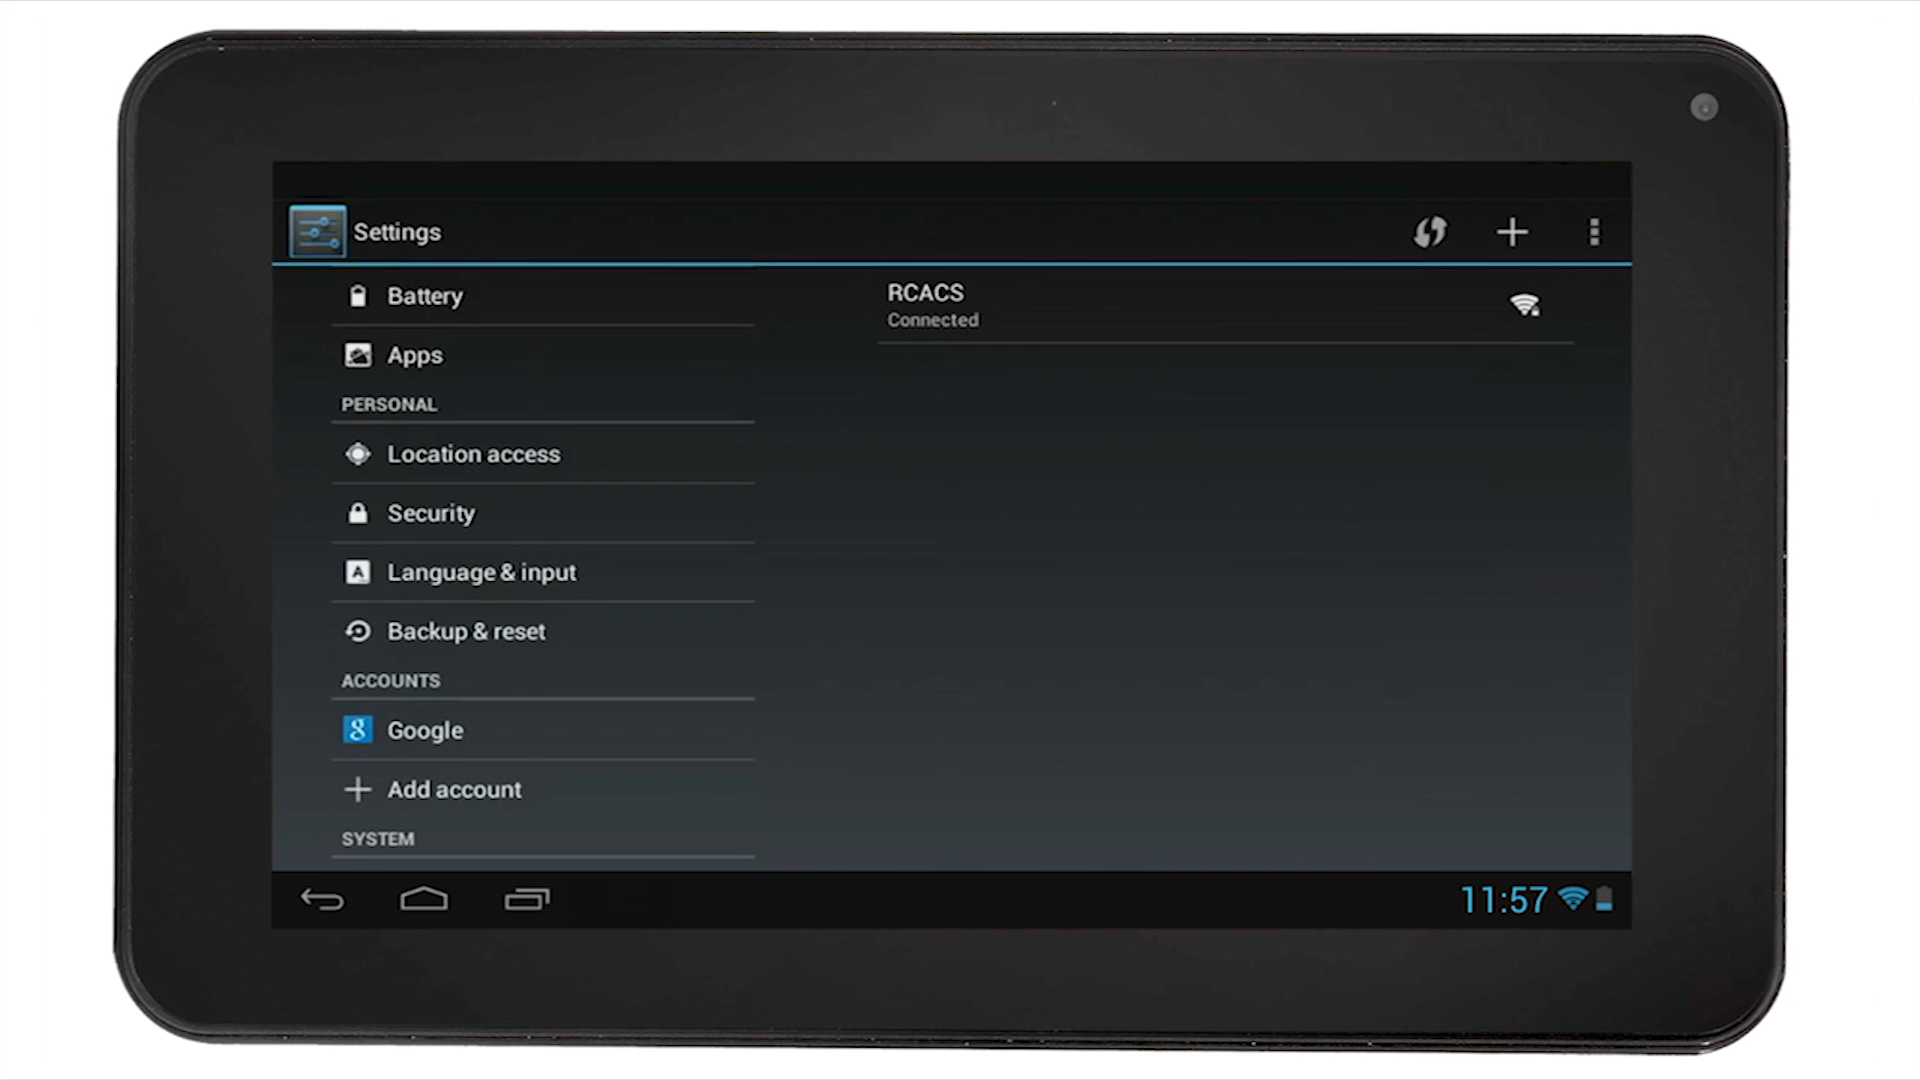 Settings
Battery
Apps
PERSONAL
Location access
Security
Language & input
Backup & reset
ACCOUNTS
Google
Add account
SYSTEM
RCACS
Connected
11:57